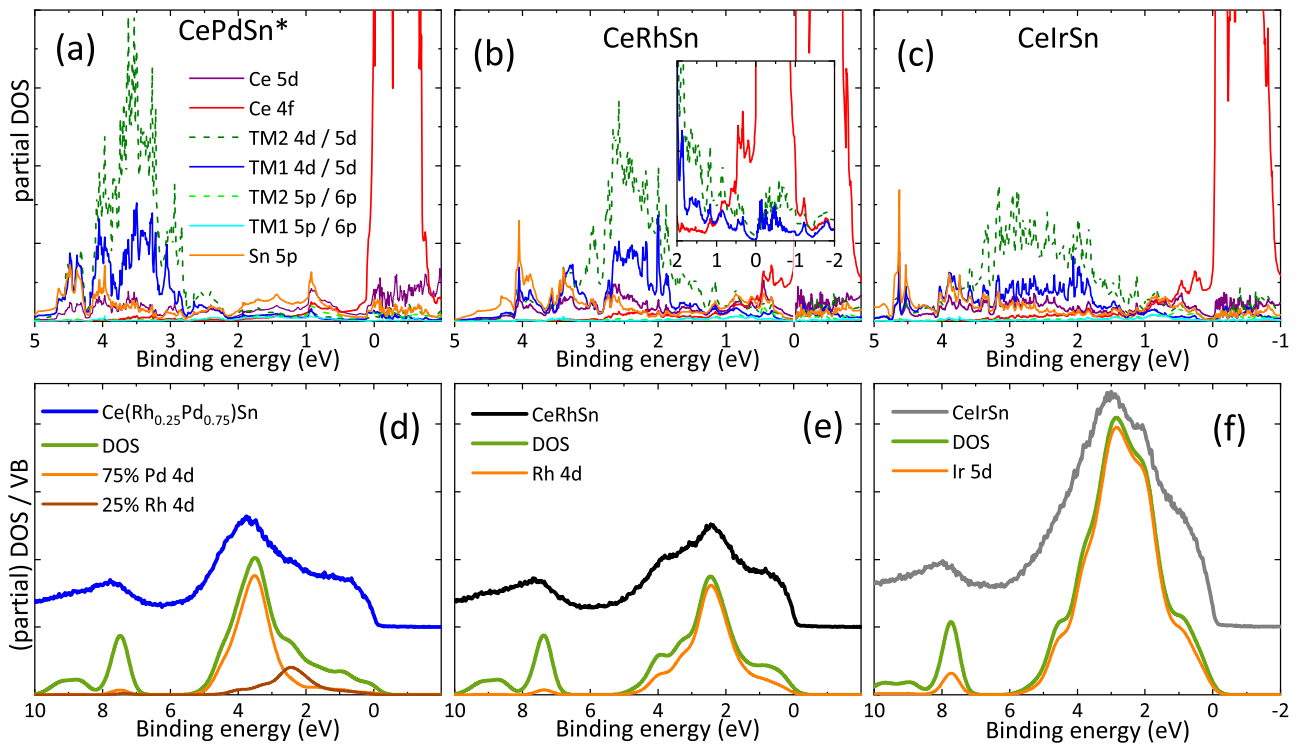 (a)
CePdSn*
Ce 5d
Ce 4f
TM2 4d / 5d
TM1 4d / 5d
TM2 5p / 6p
TM1 5p / 6p
Sn 5p
partial DOS
5 4 3 2 1 0
Binding energy (eV)
(b)
CeRhSn
2 1 0 -1 -2
5 4 3 2 1 0
Binding energy (eV)
(c)
CeIrSn
5 4 3 2 1 0 -1
Binding energy (eV)
(d)
Ce(Rh0.25Pd0.75)Sn
DOS
75% Pd 4d
25% Rh 4d
(partial) DOS / VB
10 8 6 4 2 0
Binding energy (eV)
(e)
CeRhSn
DOS
Rh 4d
10 8 6 4 2 0
Binding energy (eV)
(f)
CeIrSn
DOS
Ir 5d
10 8 6 4 2 0 -2
Binding energy (eV)